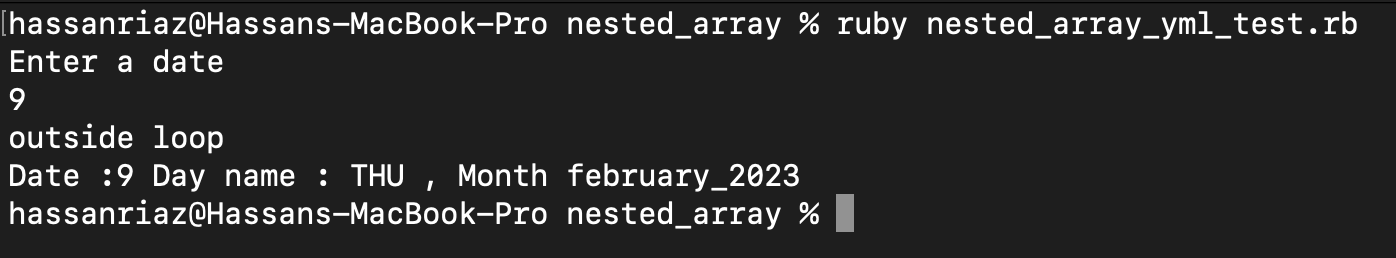 [hassanriaz@Hassans-MacBook-Pro nested_array % ruby nested_array_yml_test.rb
Enter a date
9
outside loop
Date :9 Day name : THU , Month february_2023
hassanriaz@Hassans-MacBook-Pro nested_array %